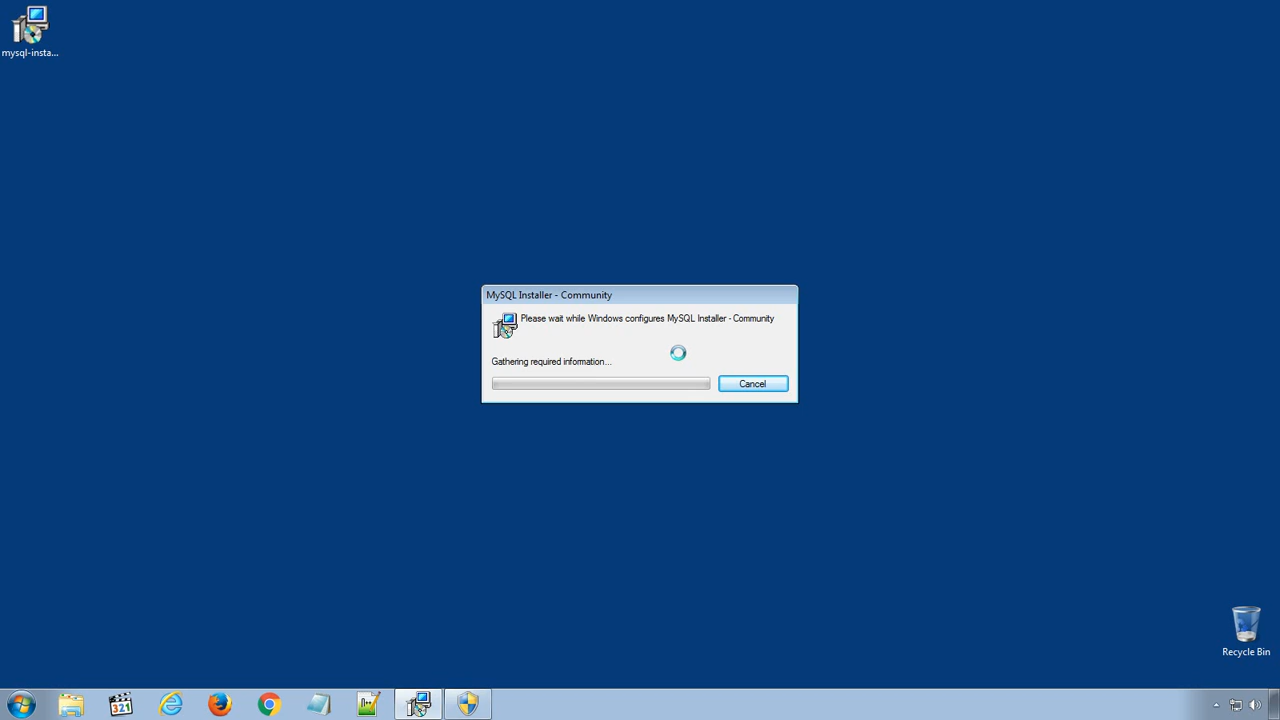 mysql-insta...
MySQL Installer - Community
Please wait while Windows configures MySQL Installer - Community
Gathering required information...
Cancel
Recycle Bin
321